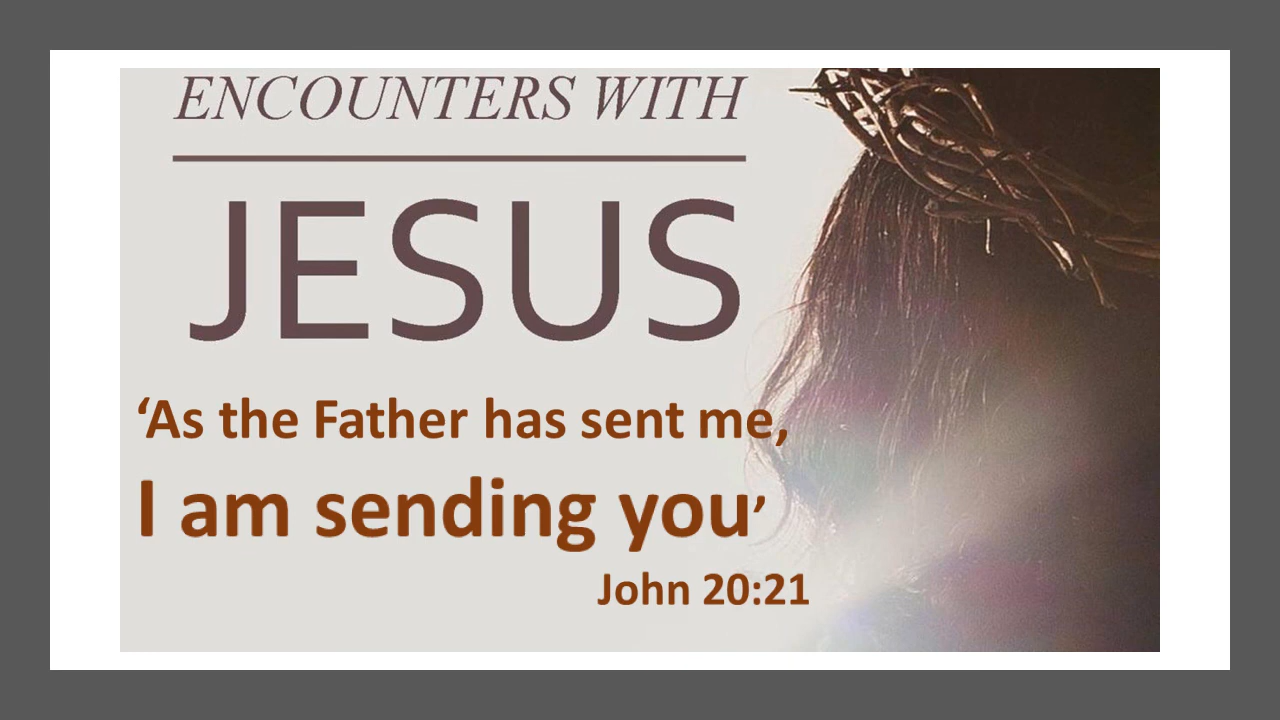 ENCOUNTERS WITH
JESUS
‘As the Father has sent me,
I am sending you’
John 20:21